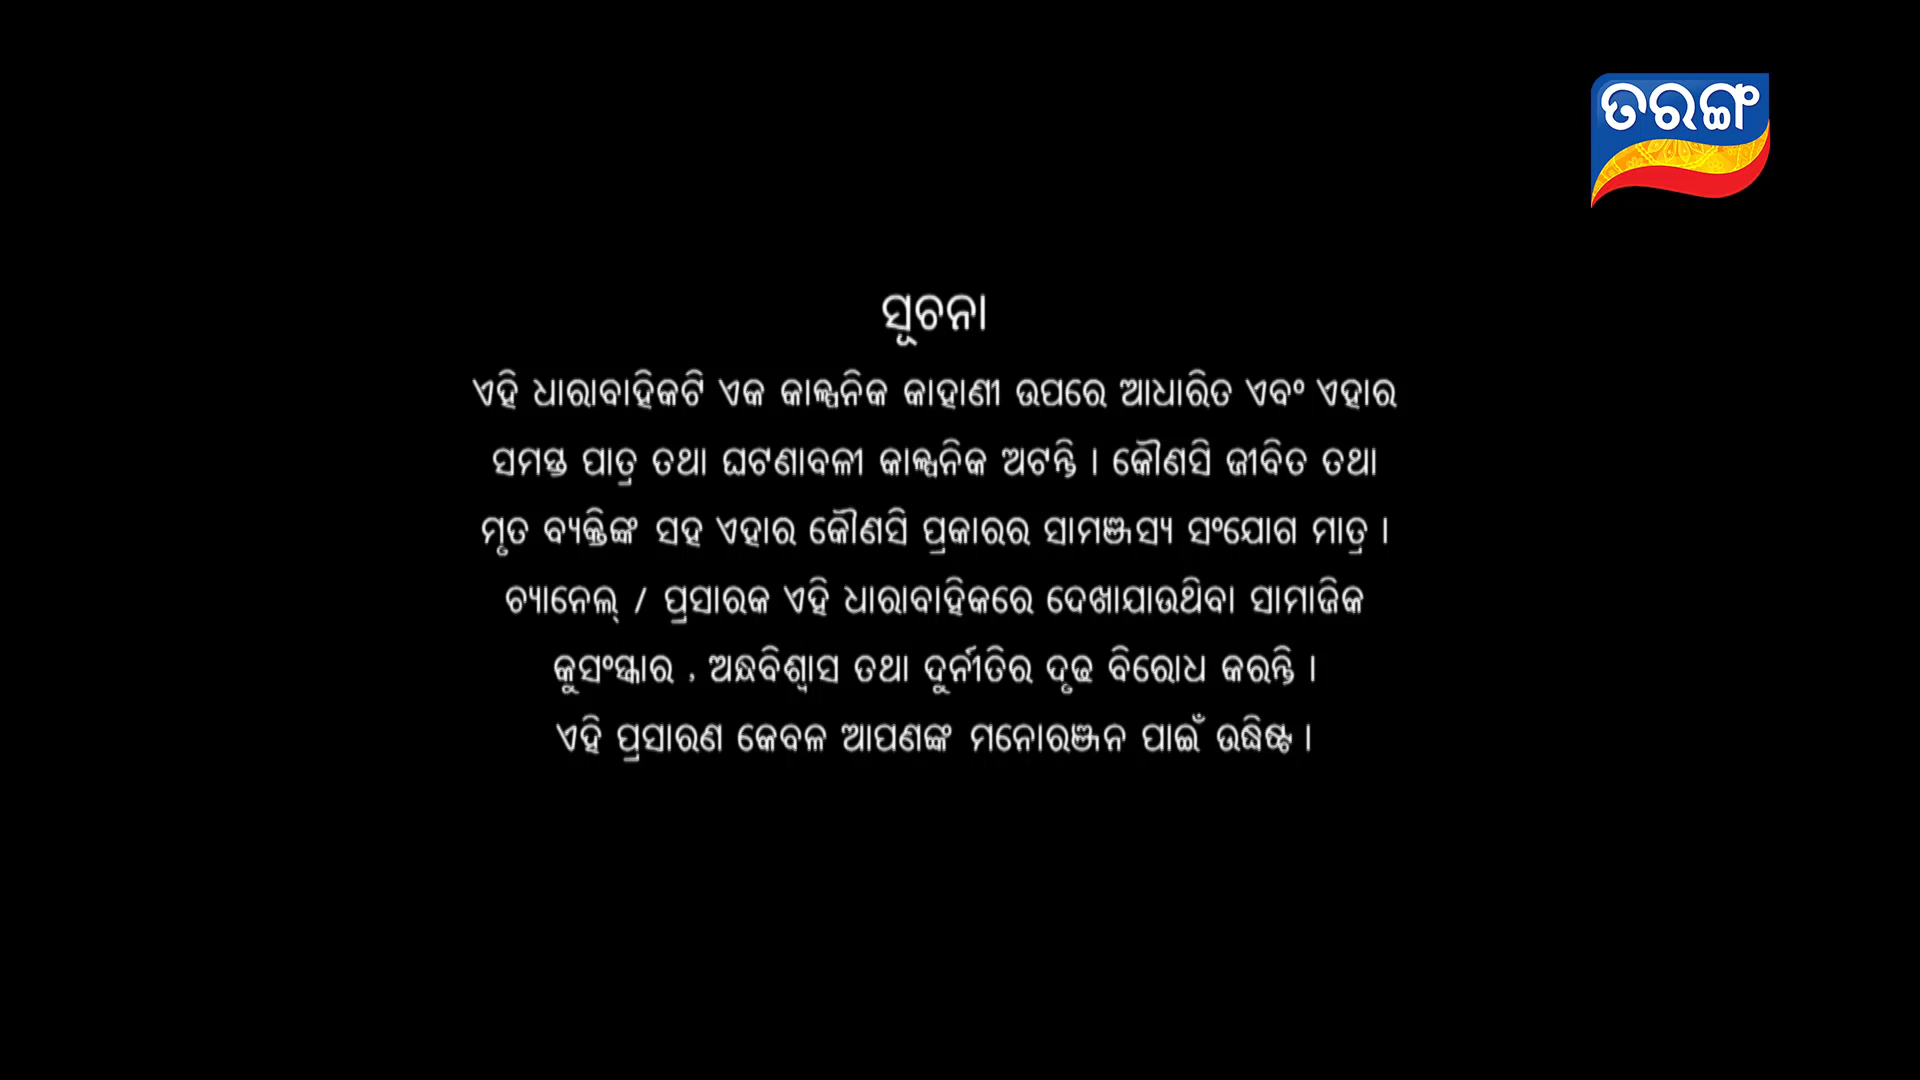 ତରଙ୍ଗ
ସୂଚନା
ଏହି ଧାରାବାହିକଟି ଏକ କାଳ୍ପନିକ କାହାଣୀ ଉପରେ ଆଧାରିତ ଏବଂ ଏହାର
ସମସ୍ତ ପାତ୍ର ତଥା ଘଟଣାବଳୀ କାଳ୍ପନିକ ଅଟନ୍ତି । କୌଣସି ଜୀବିତ ତଥା
ମୃତ ବ୍ୟକ୍ତିଙ୍କ ସହ ଏହାର କୌଣସି ପ୍ରକାରର ସାମଞ୍ଜସ୍ୟ ସଂଯୋଗ ମାତ୍ର ।
ଚ୍ୟାନେଲ୍ / ପ୍ରସାରକ ଏହି ଧାରାବାହିକରେ ଦେଖାଯାଉଥିବା ସାମାଜିକ
କୁସଂସ୍କାର , ଅନ୍ଧବିଶ୍ୱାସ ତଥା ଦୁର୍ନୀତିର ଦୃଢ ବିରୋଧ କରନ୍ତି ।
ଏହି ପ୍ରସାରଣ କେବଳ ଆପଣଙ୍କ ମନୋରଞ୍ଜନ ପାଇଁ ଉଦ୍ଧିଷ୍ଟ ।